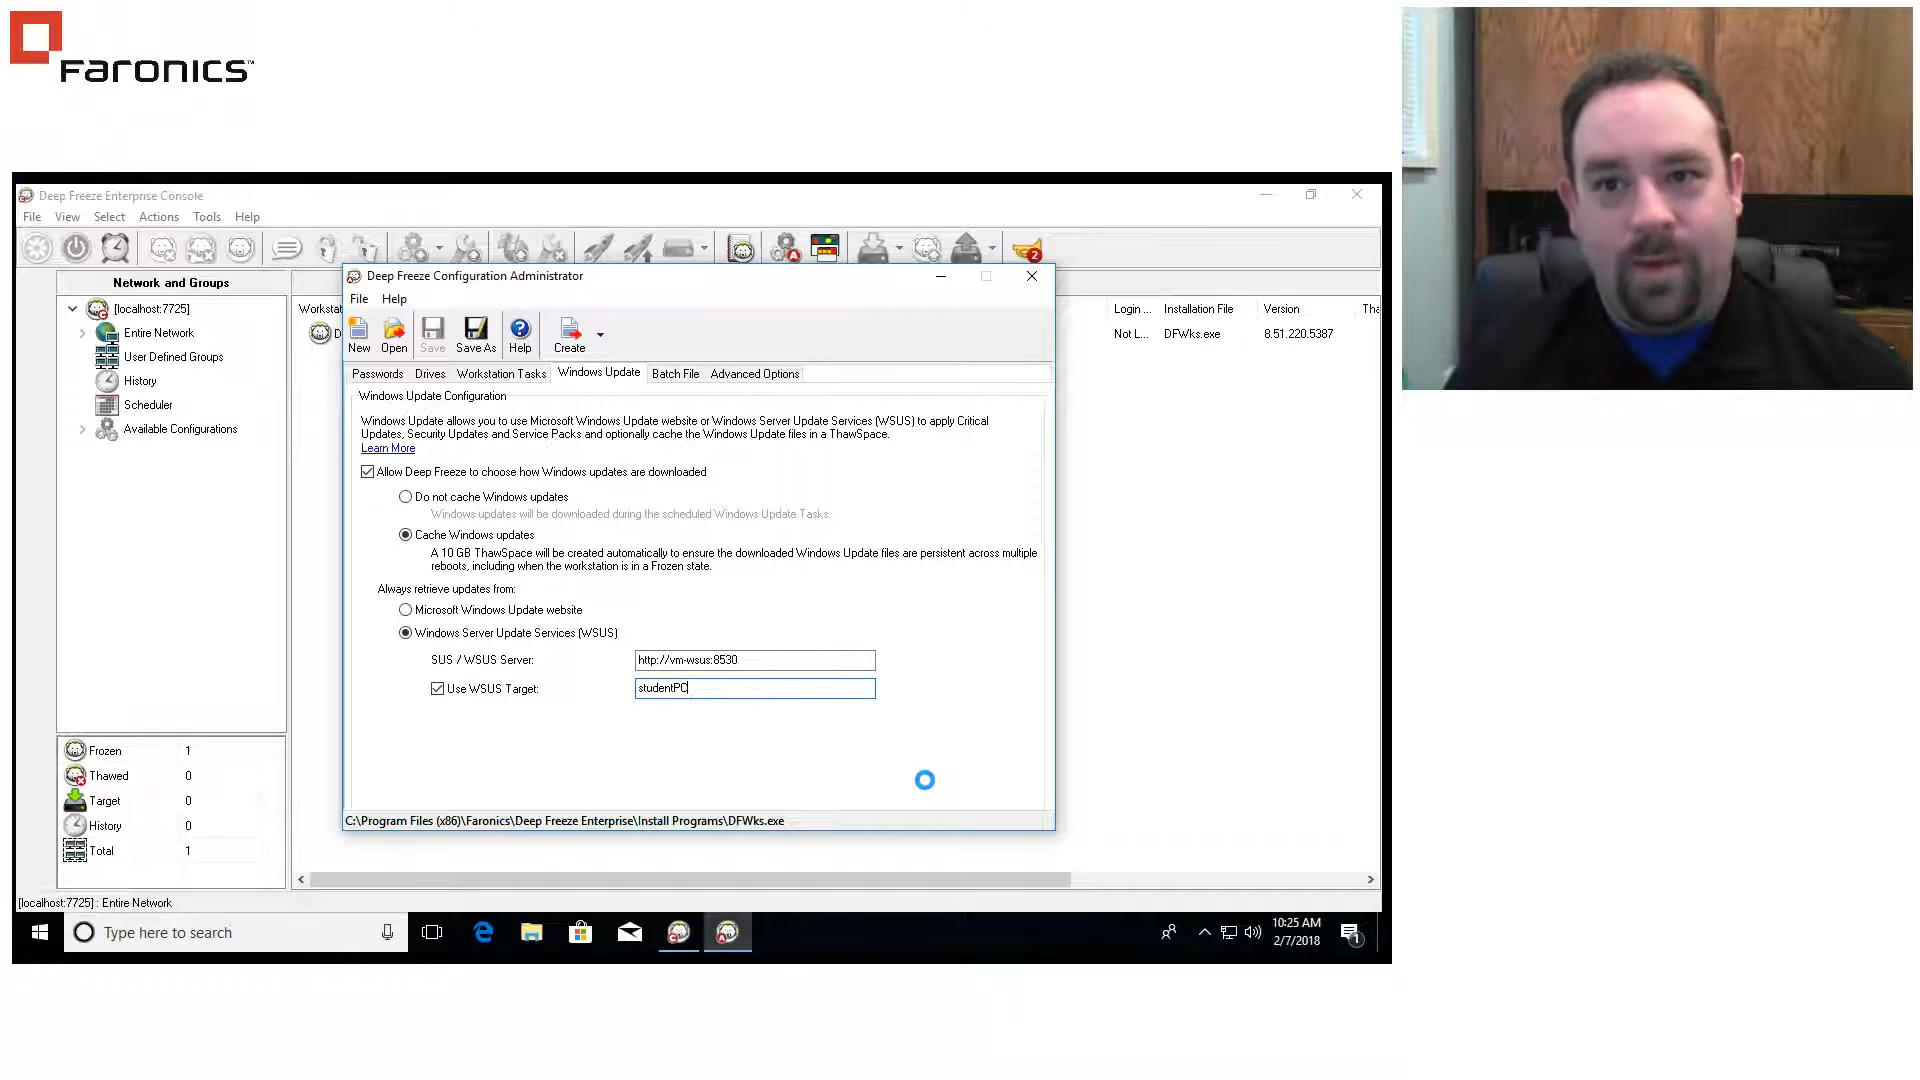 Faronics™
Deep Freeze Enterprise Console
File View Select Actions Tools Help
2
Network and Groups
[localhost:7725]
Entire Network
User Defined Groups
History
Scheduler
Available Configurations
Login ... Installation File Version
Not L... DFWks.exe 8.51.220.5387
Deep Freeze Configuration Administrator
File Help
New Open Save Save As Help Create
Passwords Drives Workstation Tasks Windows Update Batch File Advanced Options
Windows Update Configuration
Windows Update allows you to use Microsoft Windows Update website or Windows Server Update Services (WSUS) to apply Critical
Updates, Security Updates and Service Packs and optionally cache the Windows Update files in a ThawSpace.
Learn More
Allow Deep Freeze to choose how Windows updates are downloaded
Do not cache Windows updates
Windows updates will be downloaded during the scheduled Windows Update Tasks.
Cache Windows updates
A 10 GB ThawSpace will be created automatically to ensure the downloaded Windows Update files are persistent across multiple
reboots, including when the workstation is in a Frozen state.
Always retrieve updates from:
Microsoft Windows Update website
Windows Server Update Services (WSUS)
SUS / WSUS Server: http://vm-wsus:8530
Use WSUS Target: studentPC
C:\Program Files (x86)\Faronics\Deep Freeze Enterprise\Install Programs\DFWks.exe
Frozen 1
Thawed 0
Target 0
History 0
Total 1
[localhost:7725] : Entire Network
Type here to search
10:25 AM
2/7/2018
1